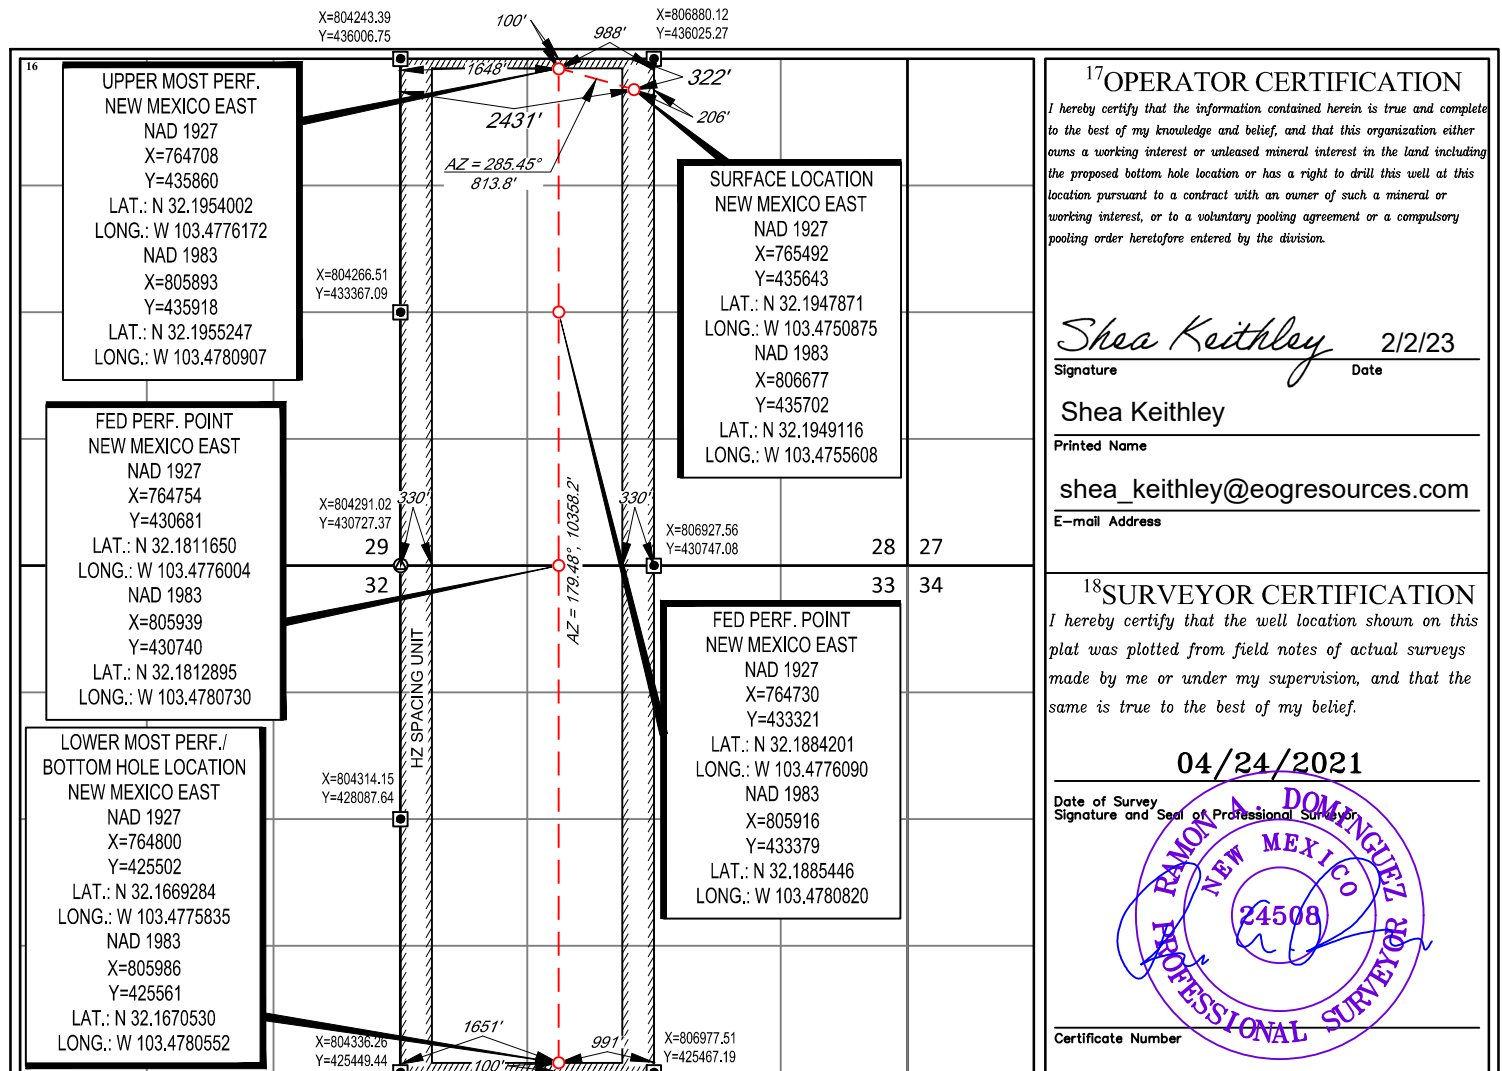 X=804243.39
Y=436006.75
100'
988'
X=806880.12
Y=436025.27
16
1648'
322'
2431'
206'
AZ = 285.45°
813.8'
UPPER MOST PERF.
NEW MEXICO EAST
NAD 1927
X=764708
Y=435860
LAT.: N 32.1954002
LONG.: W 103.4776172
NAD 1983
X=805893
Y=435918
LAT.: N 32.1955247
LONG.: W 103.4780907
SURFACE LOCATION
NEW MEXICO EAST
NAD 1927
X=765492
Y=435643
LAT.: N 32.1947871
LONG.: W 103.4750875
NAD 1983
X=806677
Y=435702
LAT.: N 32.1949116
LONG.: W 103.4755608
X=804266.51
Y=433367.09
FED PERF. POINT
NEW MEXICO EAST
NAD 1927
X=764754
Y=430681
LAT.: N 32.1811650
LONG.: W 103.4776004
NAD 1983
X=805939
Y=430740
LAT.: N 32.1812895
LONG.: W 103.4780730
X=804291.02
Y=430727.37
330'
330'
AZ = 179.48°, 10358.2'
X=806927.56
Y=430747.08
29
28
27
32
33
34
HZ SPACING UNIT
FED PERF. POINT
NEW MEXICO EAST
NAD 1927
X=764730
Y=433321
LAT.: N 32.1884201
LONG.: W 103.4776090
NAD 1983
X=805916
Y=433379
LAT.: N 32.1885446
LONG.: W 103.4780820
LOWER MOST PERF./
BOTTOM HOLE LOCATION
NEW MEXICO EAST
NAD 1927
X=764800
Y=425502
LAT.: N 32.1669284
LONG.: W 103.4775835
NAD 1983
X=805986
Y=425561
LAT.: N 32.1670530
LONG.: W 103.4780552
X=804314.15
Y=428087.64
X=804336.26
Y=425449.44
1651'
991'
100'
X=806977.51
Y=425467.19
17OPERATOR CERTIFICATION
I hereby certify that the information contained herein is true and complete
to the best of my knowledge and belief, and that this organization either
owns a working interest or unleased mineral interest in the land including
the proposed bottom hole location or has a right to drill this well at this
location pursuant to a contract with an owner of such a mineral or
working interest, or to a voluntary pooling agreement or a compulsory
pooling order heretofore entered by the division.
Shea Keithley 2/2/23
Signature Date
Shea Keithley
Printed Name
shea_keithley@eogresources.com
E-mail Address
18SURVEYOR CERTIFICATION
I hereby certify that the well location shown on this
plat was plotted from field notes of actual surveys
made by me or under my supervision, and that the
same is true to the best of my belief.
04/24/2021
Date of Survey
Signature and Seal of Professional Surveyor
RAMON A. DOMINGUEZ
NEW MEXICO
24508
PROFESSIONAL SURVEYOR
Certificate Number